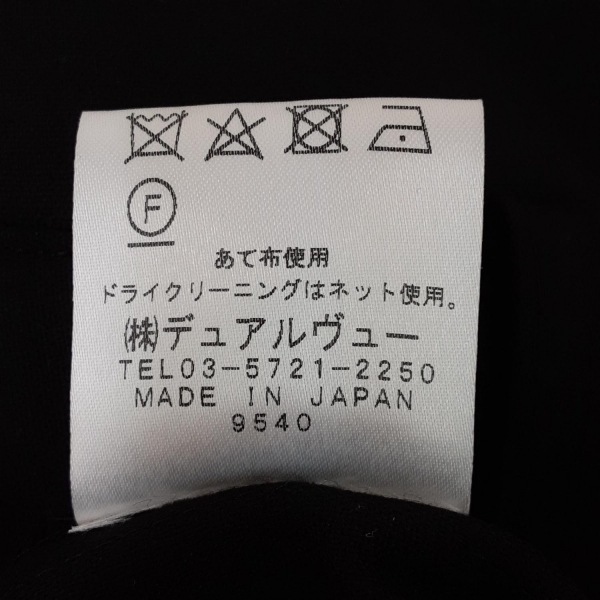 F
あて布使用
ドライクリーニングはネット使用。
㈱デュアルヴュー
TEL03-5721-2250
MADE IN JAPAN
9540